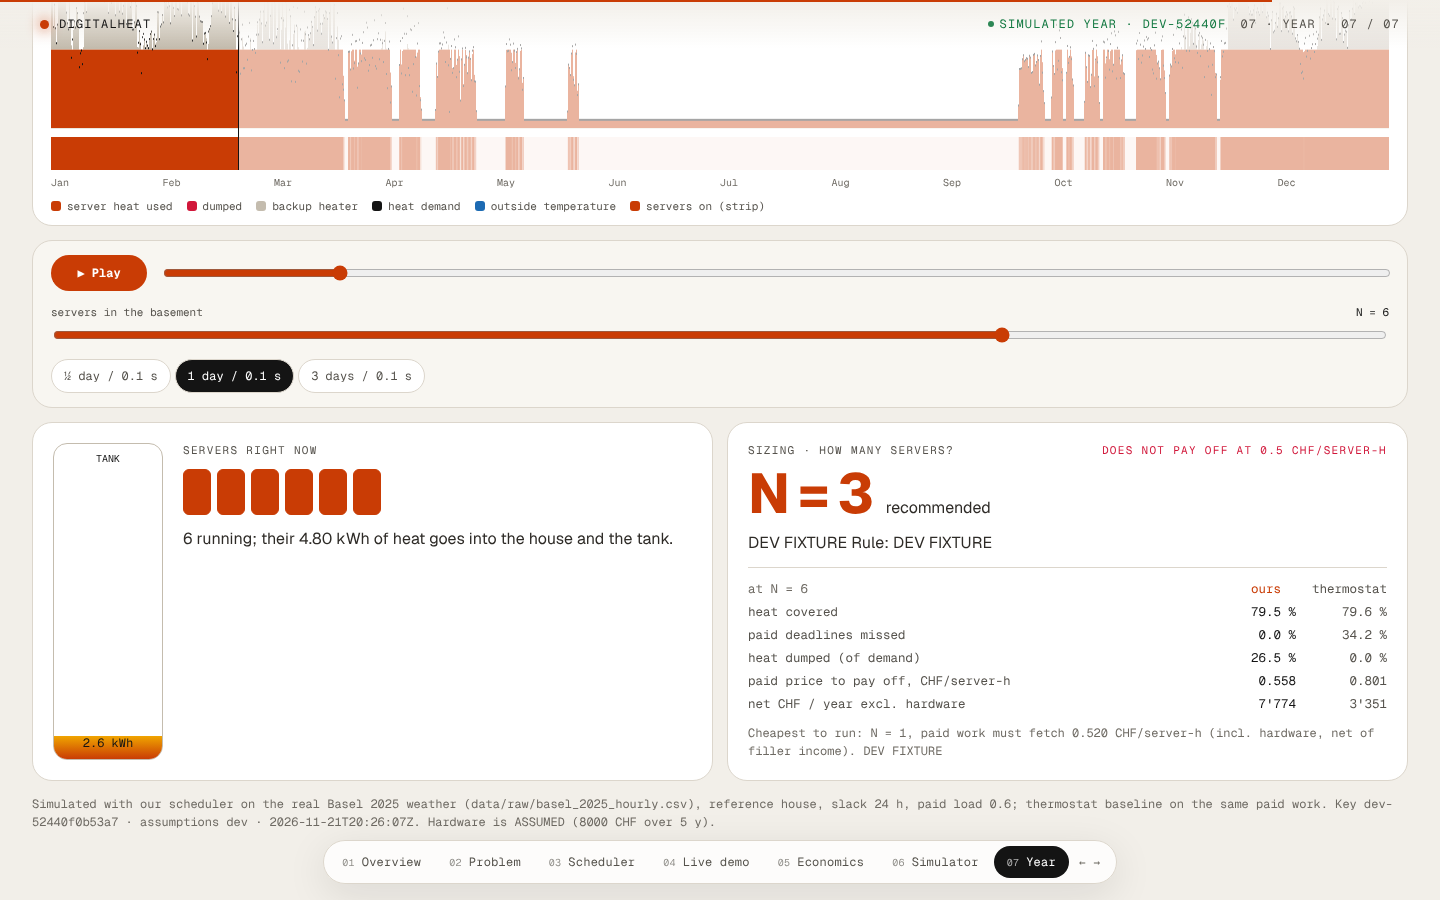 DIGITALHEAT
SIMULATED YEAR · DEV-52440F 07 · YEAR · 07 / 07
Jan Feb Mar Apr May Jun Jul Aug Sep Oct Nov Dec
server heat used dumped backup heater heat demand outside temperature servers on (strip)
▶ Play
servers in the basement N = 6
½ day / 0.1 s 1 day / 0.1 s 3 days / 0.1 s
TANK
2.6 kWh
SERVERS RIGHT NOW
6 running; their 4.80 kWh of heat goes into the house and the tank.
SIZING · HOW MANY SERVERS? DOES NOT PAY OFF AT 0.5 CHF/SERVER-H
N = 3 recommended
DEV FIXTURE Rule: DEV FIXTURE
at N = 6 ours thermostat
heat covered 79.5 % 79.6 %
paid deadlines missed 0.0 % 34.2 %
heat dumped (of demand) 26.5 % 0.0 %
paid price to pay off, CHF/server-h 0.558 0.801
net CHF / year excl. hardware 7'774 3'351
Cheapest to run: N = 1, paid work must fetch 0.520 CHF/server-h (incl. hardware, net of
filler income). DEV FIXTURE
Simulated with our scheduler on the real Basel 2025 weather (data/raw/basel_2025_hourly.csv), reference house, slack 24 h, paid load 0.6; thermostat baseline on the same paid work. Key dev-
52440f0b53a7 · assumptions dev · 2026-11-21T20:26:07Z. Hardware is ASSUMED (8000 CHF over 5 y).
01 Overview 02 Problem 03 Scheduler 04 Live demo 05 Economics 06 Simulator 07 Year ← →